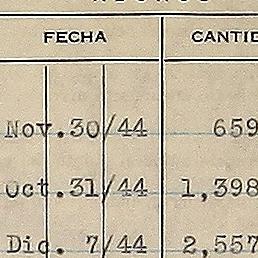 FECHA CANTID
Nov.30/44 659
Oct.31/44 1,398
Dic. 7/44 2,557